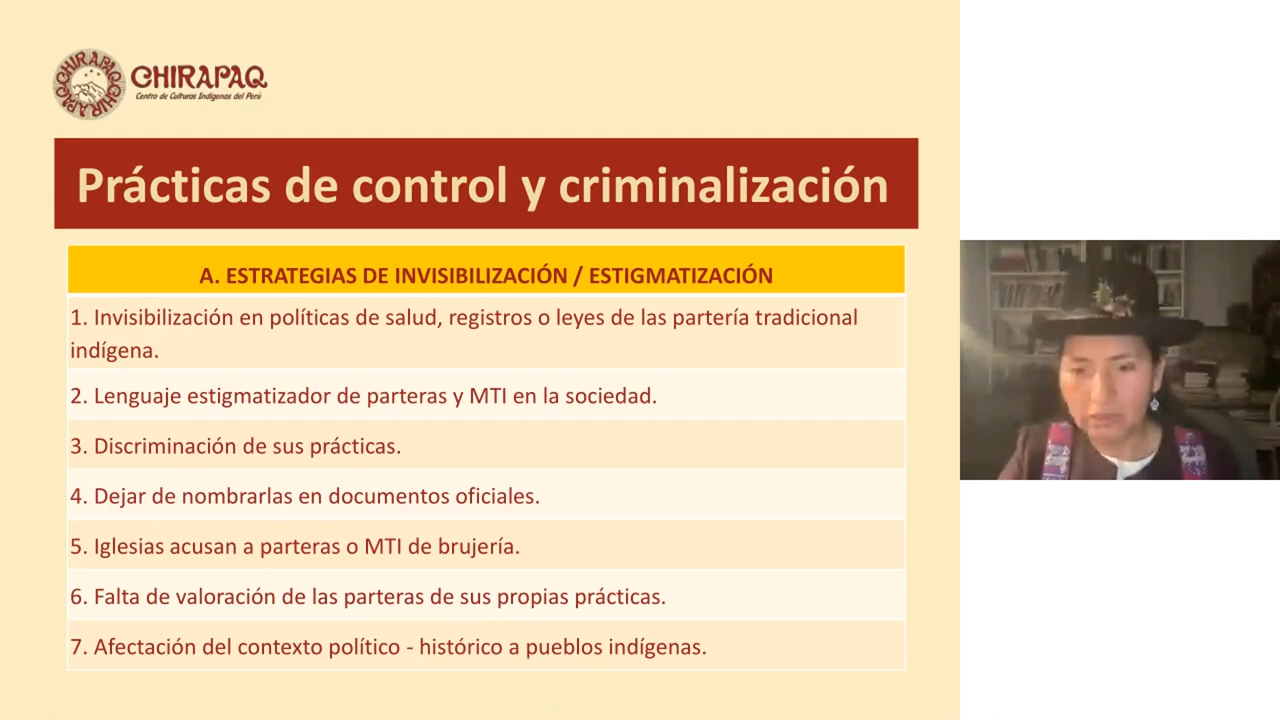 CHIRAPAQ CHIRAPAQ CHIRAPAQ
CHIRAPAQ
Centro de Culturas Indígenas del Perú
Prácticas de control y criminalización
A. ESTRATEGIAS DE INVISIBILIZACIÓN / ESTIGMATIZACIÓN
1. Invisibilización en políticas de salud, registros o leyes de las partería tradicional
indígena.
2. Lenguaje estigmatizador de parteras y MTI en la sociedad.
3. Discriminación de sus prácticas.
4. Dejar de nombrarlas en documentos oficiales.
5. Iglesias acusan a parteras o MTI de brujería.
6. Falta de valoración de las parteras de sus propias prácticas.
7. Afectación del contexto político - histórico a pueblos indígenas.